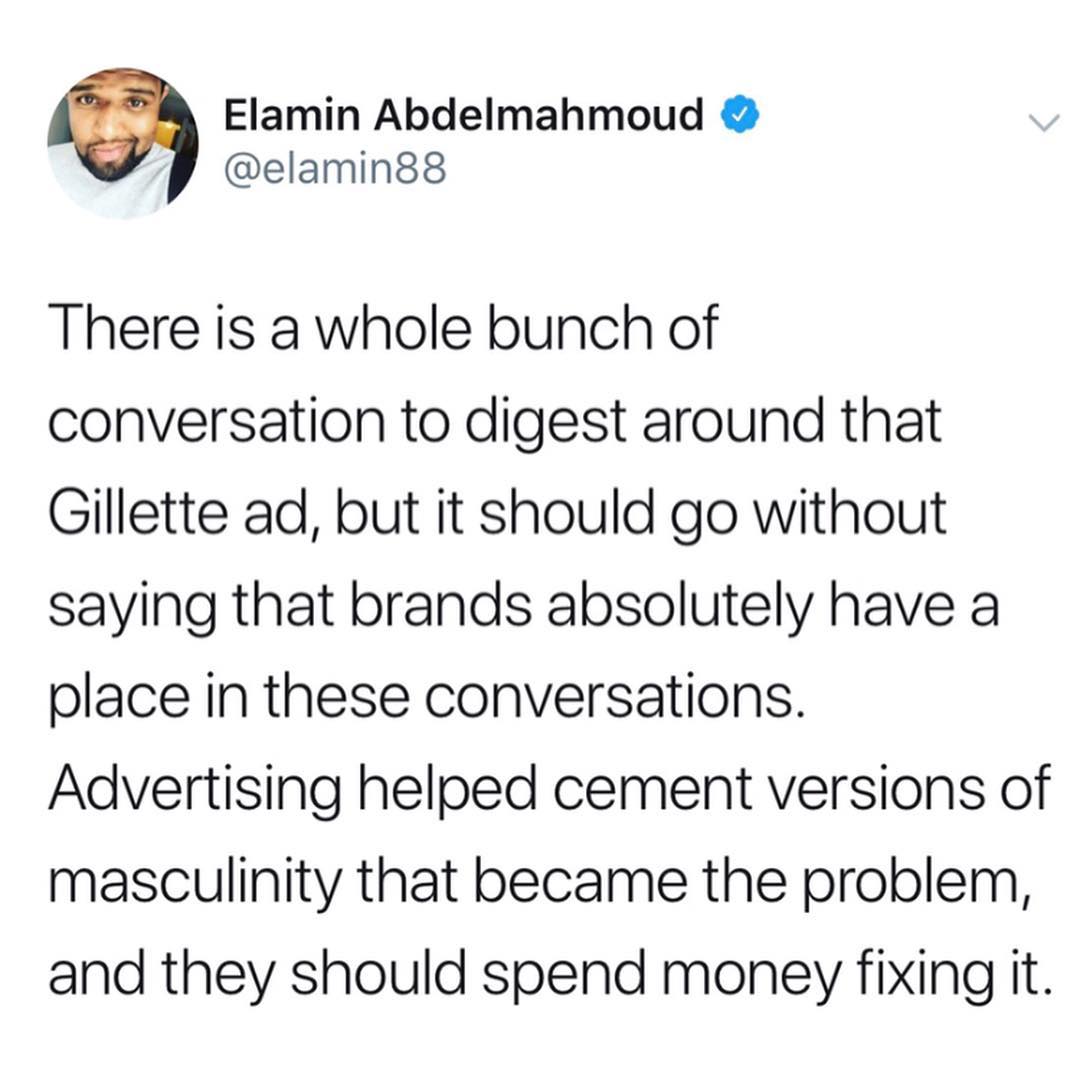 Elamin Abdelmahmoud
@elamin88
There is a whole bunch of
conversation to digest around that
Gillette ad, but it should go without
saying that brands absolutely have a
place in these conversations.
Advertising helped cement versions of
masculinity that became the problem,
and they should spend money fixing it.